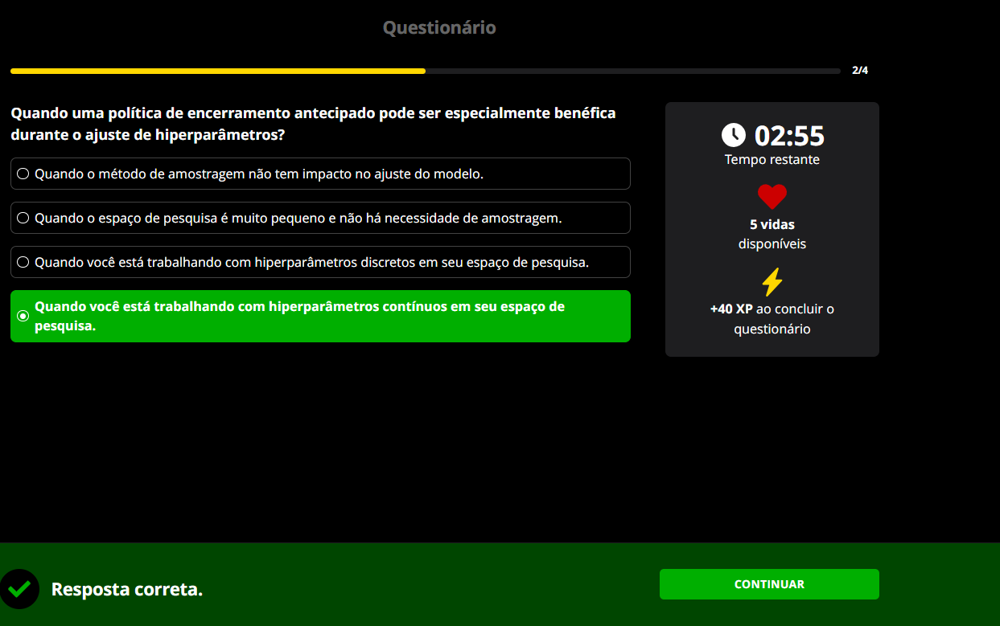 Questionário
2/4
Quando uma política de encerramento antecipado pode ser especialmente benéfica
durante o ajuste de hiperparâmetros?
Quando o método de amostragem não tem impacto no ajuste do modelo.
Quando o espaço de pesquisa é muito pequeno e não há necessidade de amostragem.
Quando você está trabalhando com hiperparâmetros discretos em seu espaço de pesquisa.
Quando você está trabalhando com hiperparâmetros contínuos em seu espaço de
pesquisa.
02:55
Tempo restante
5 vidas
disponíveis
+40 XP ao concluir o
questionário
Resposta correta.
CONTINUAR